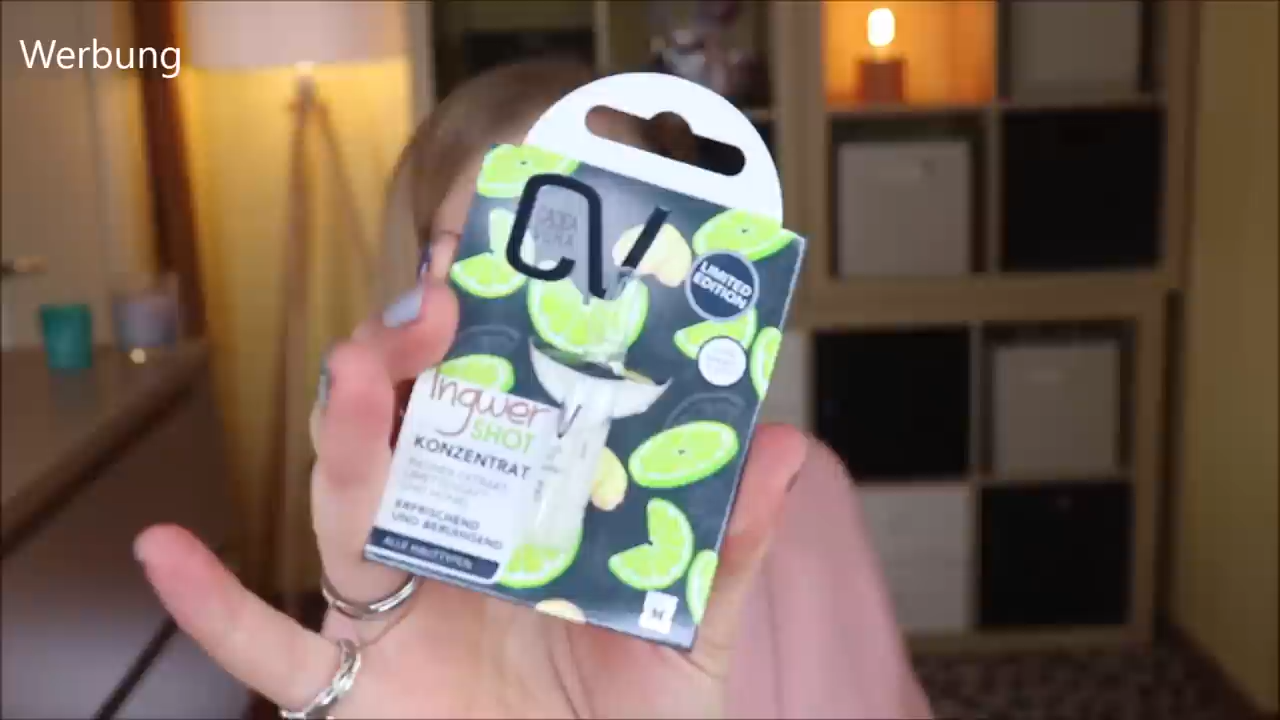 Werbung
CV
LIMITED
EDITION
Ingwer
SHOT
KONZENTRAT
ERFRISCHEND
UND BERUHIGEND
ALLE HAUTTYPEN